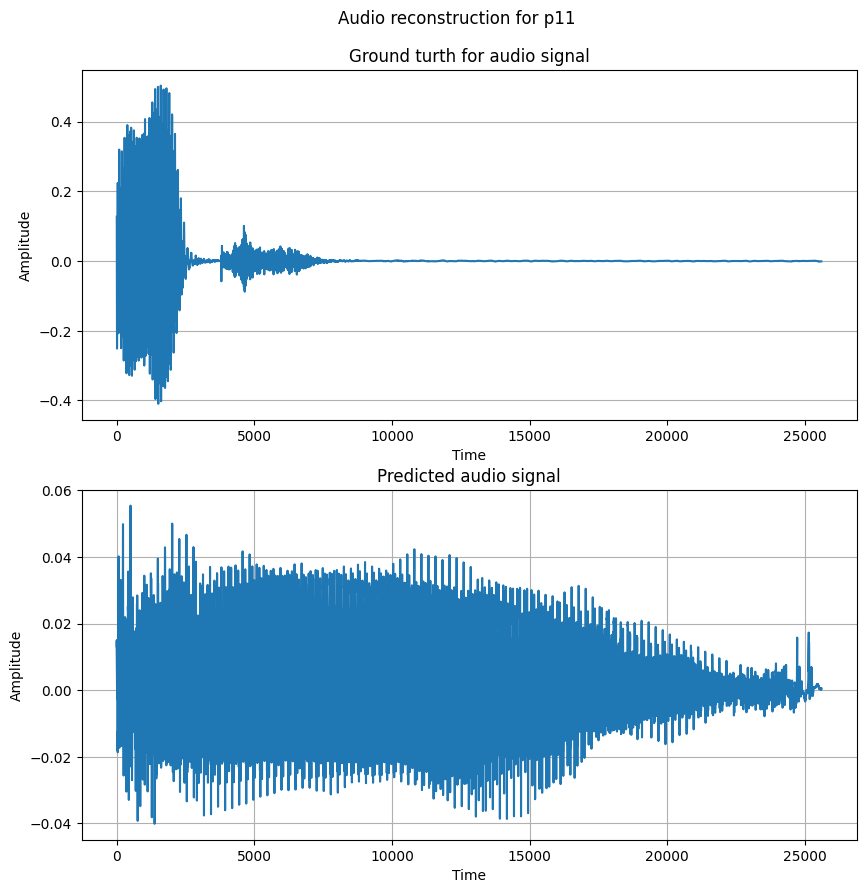 Audio reconstruction for p11
Ground turth for audio signal
Amplitude
0.4
0.2
0.0
−0.2
−0.4
0 5000 10000 15000 20000 25000
Time
Predicted audio signal
Amplitude
0.06
0.04
0.02
0.00
−0.02
−0.04
0 5000 10000 15000 20000 25000
Time